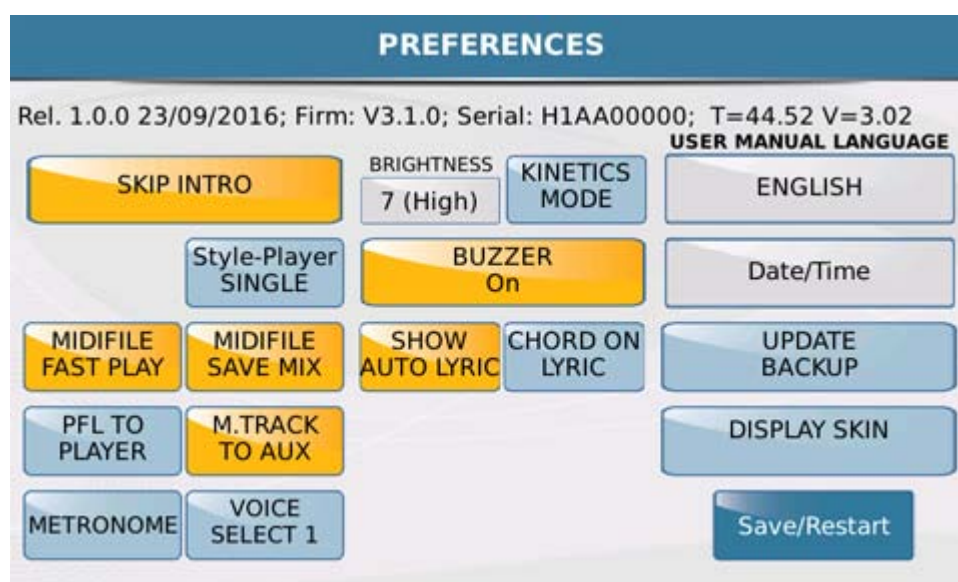 PREFERENCES
Rel. 1.0.0 23/09/2016; Firm: V3.1.0; Serial: H1AA00000; T=44.52 V=3.02
USER MANUAL LANGUAGE
SKIP INTRO
BRIGHTNESS
7 (High)
KINETICS
MODE
ENGLISH
Style-Player
SINGLE
BUZZER
On
Date/Time
MIDIFILE
FAST PLAY
MIDIFILE
SAVE MIX
SHOW
AUTO LYRIC
CHORD ON
LYRIC
UPDATE
BACKUP
PFL TO
PLAYER
M.TRACK
TO AUX
DISPLAY SKIN
METRONOME
VOICE
SELECT 1
Save/Restart